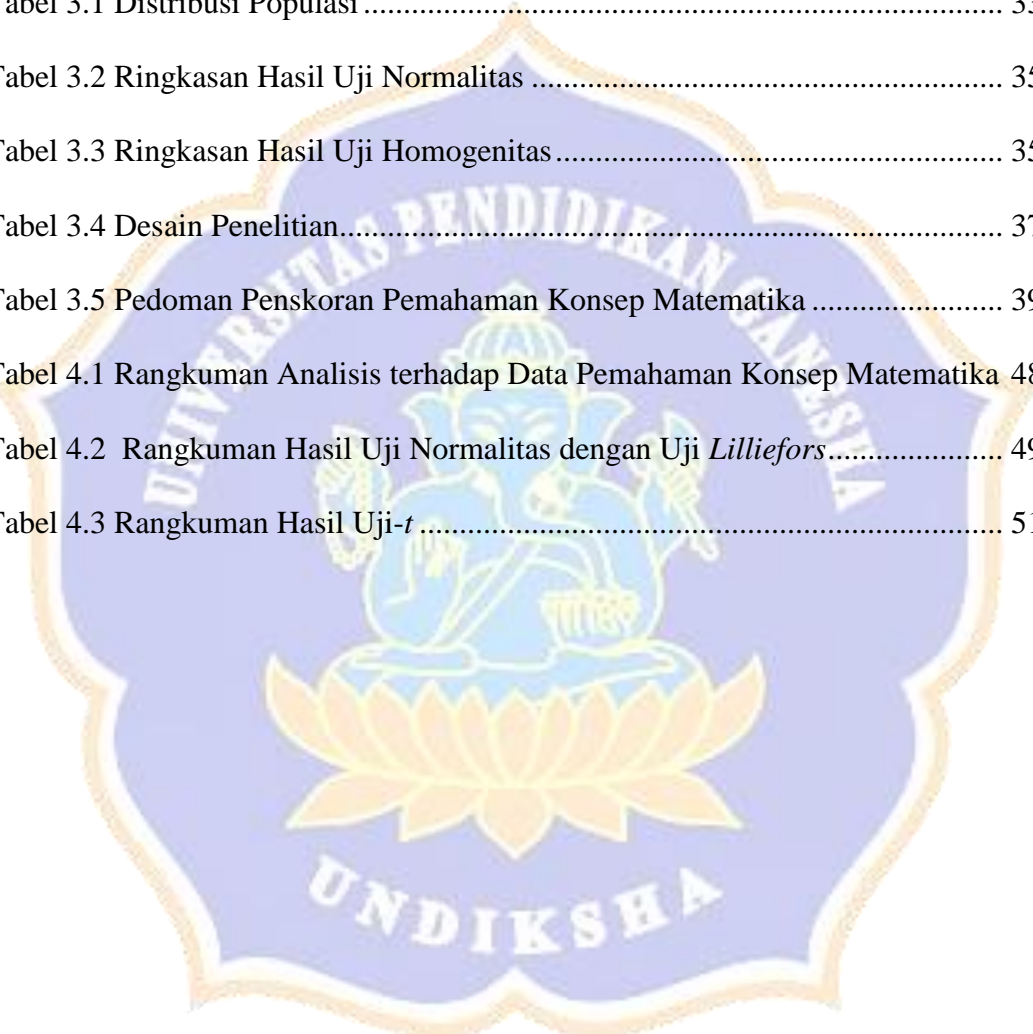 Tabel 3.1 Distribusi Populasi ................................................................................ 33
Tabel 3.2 Ringkasan Hasil Uji Normalitas ........................................................... 35
Tabel 3.3 Ringkasan Hasil Uji Homogenitas ........................................................ 35
Tabel 3.4 Desain Penelitian.................................................................................. 37
Tabel 3.5 Pedoman Penskoran Pemahaman Konsep Matematika ........................ 39
Tabel 4.1 Rangkuman Analisis terhadap Data Pemahaman Konsep Matematika 48
Tabel 4.2  Rangkuman Hasil Uji Normalitas dengan Uji Lilliefors...................... 49
Tabel 4.3 Rangkuman Hasil Uji-t ........................................................................ 51
UNIVERSITAS PENDIDIKAN GANESHA
UNDIKSHA